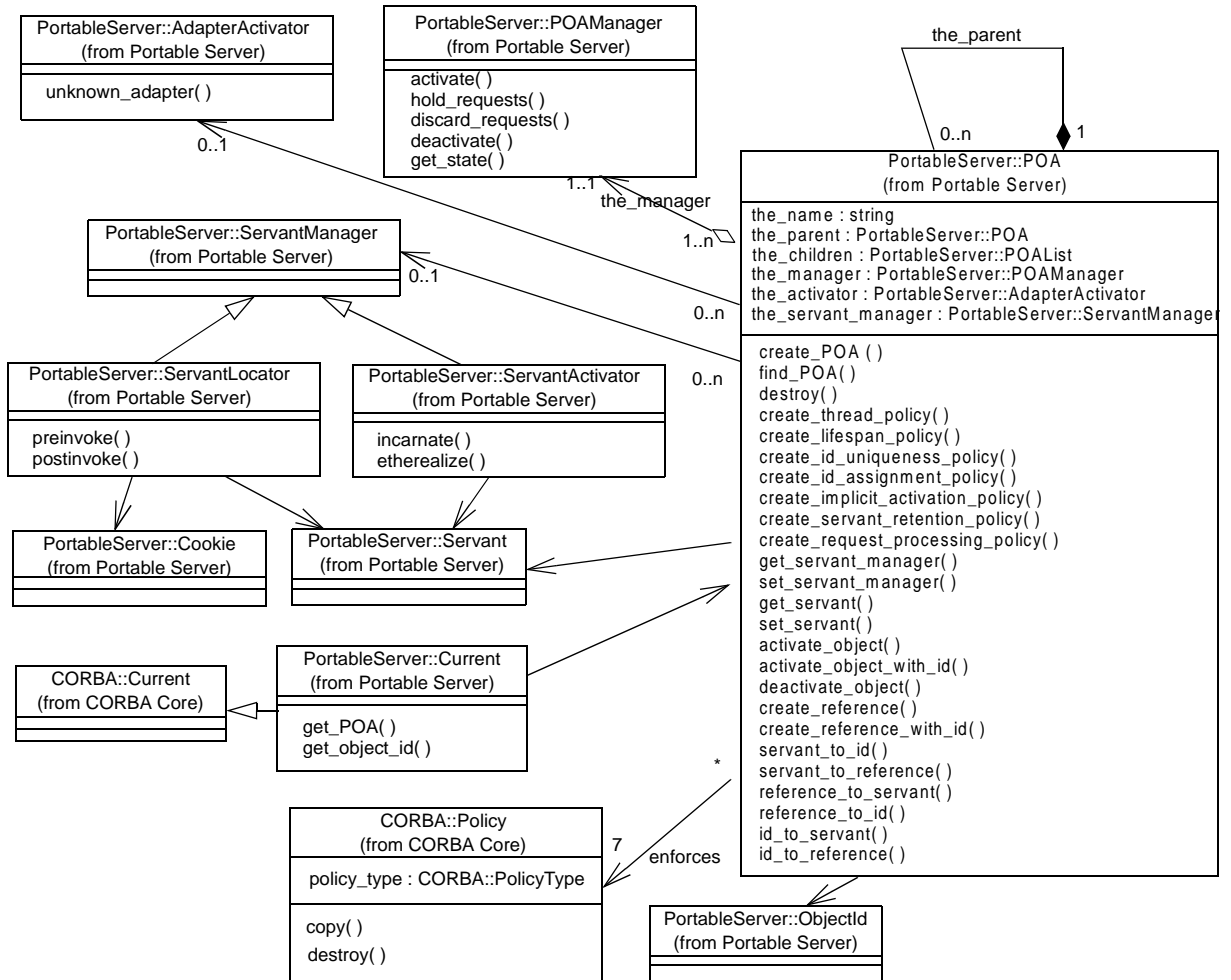 PortableServer::AdapterActivator
(from Portable Server)
unknown_adapter( )
0..1
PortableServer::POAManager
(from Portable Server)
activate( )
hold_requests( )
discard_requests( )
deactivate( )
get_state( )
1..1
the_manager
1..n
the_parent
0..n
1
PortableServer::POA
(from Portable Server)
the_name : string
the_parent : PortableServer::POA
the_children : PortableServer::POAList
the_manager : PortableServer::POAManager
the_activator : PortableServer::AdapterActivator
the_servant_manager : PortableServer::ServantManager
create_POA ( )
find_POA( )
destroy( )
create_thread_policy( )
create_lifespan_policy( )
create_id_uniqueness_policy( )
create_id_assignment_policy( )
create_implicit_activation_policy( )
create_servant_retention_policy( )
create_request_processing_policy( )
get_servant_manager( )
set_servant_manager( )
get_servant( )
set_servant( )
activate_object( )
activate_object_with_id( )
deactivate_object( )
create_reference( )
create_reference_with_id( )
servant_to_id( )
servant_to_reference( )
reference_to_servant( )
reference_to_id( )
id_to_servant( )
id_to_reference( )
PortableServer::ServantManager
(from Portable Server)
0..1
0..n
0..n
PortableServer::ServantLocator
(from Portable Server)
preinvoke( )
postinvoke( )
PortableServer::ServantActivator
(from Portable Server)
incarnate( )
etherealize( )
PortableServer::Cookie
(from Portable Server)
PortableServer::Servant
(from Portable Server)
CORBA::Current
(from CORBA Core)
PortableServer::Current
(from Portable Server)
get_POA( )
get_object_id( )
CORBA::Policy
(from CORBA Core)
policy_type : CORBA::PolicyType
copy( )
destroy( )
*
7
enforces
PortableServer::ObjectId
(from Portable Server)